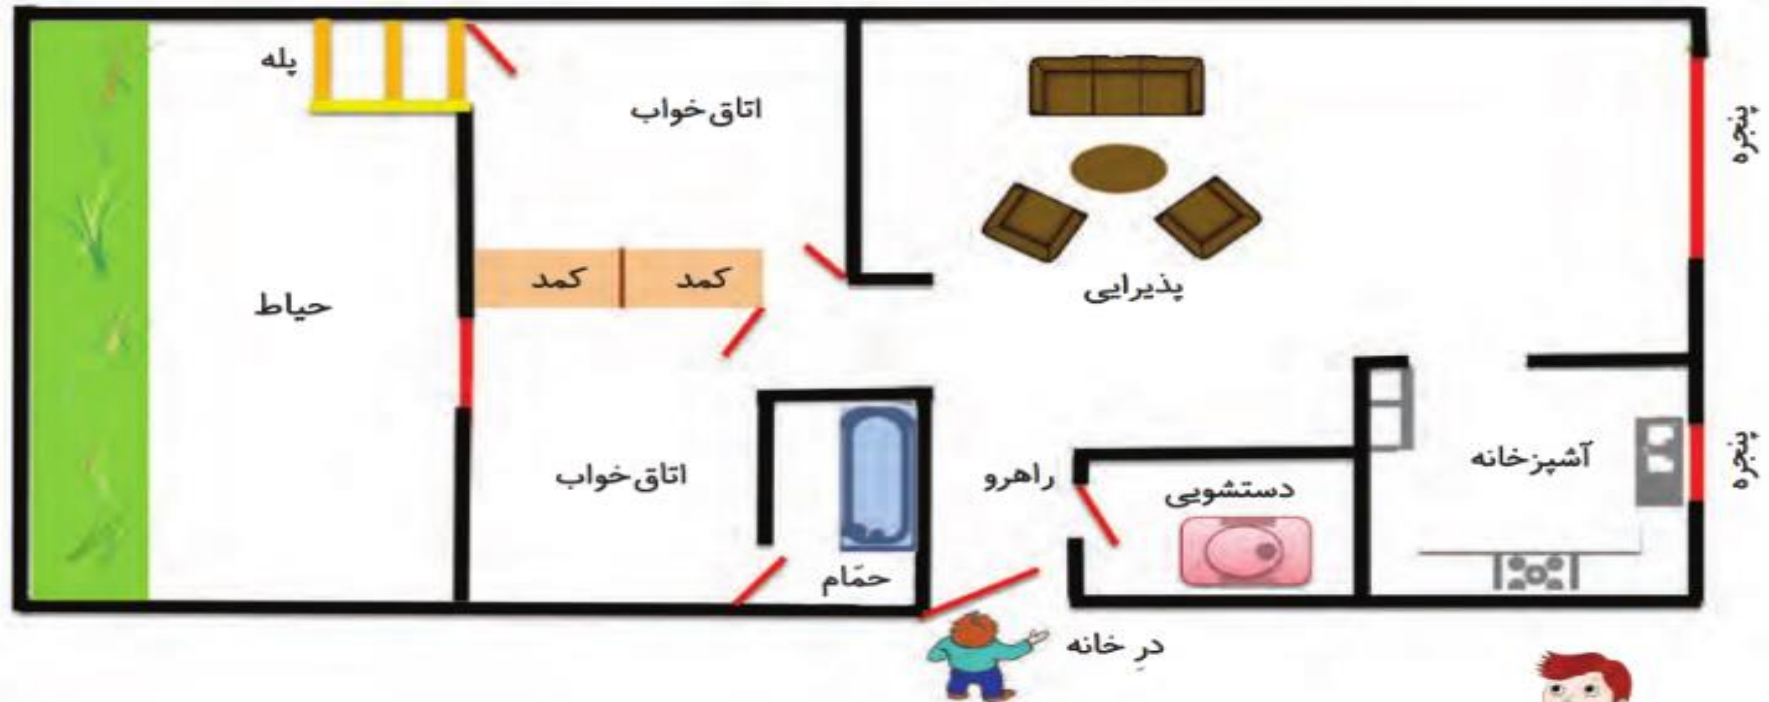 پله
اتاق خواب
پنجره
کمد
کمد
پذیرایی
حیاط
آشپزخانه
پنجره
راهرو
دستشویی
اتاق خواب
حمّام
درِ خانه